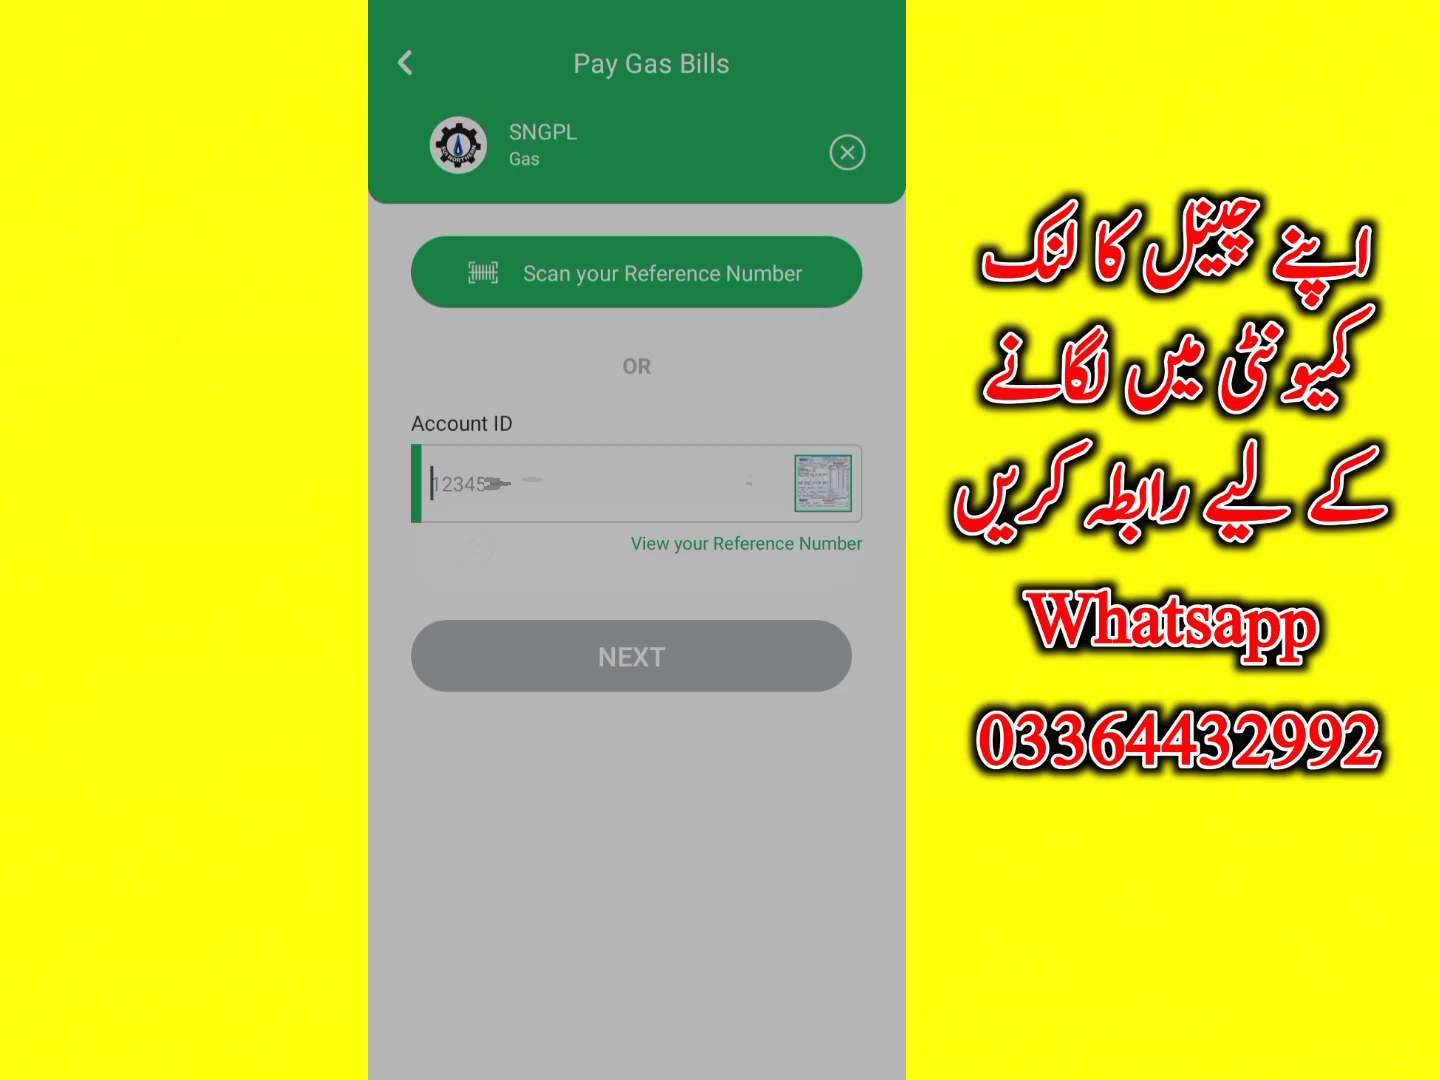 Pay Gas Bills
SNGPL
Gas
Scan your Reference Number
OR
Account ID
12345
View your Reference Number
NEXT
اپنے چینل کا لنک
کمیونٹی میں لگانے
کے لیے رابطہ کریں
Whatsapp
03364432992